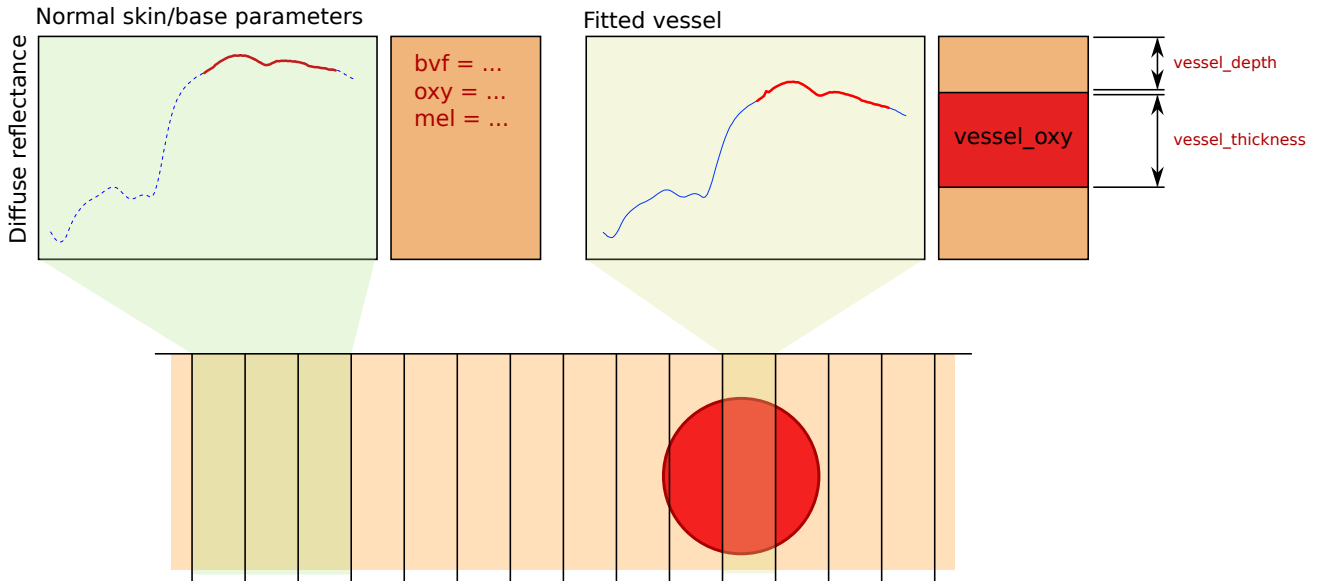 Normal skin/base parameters
Diffuse reflectance
bvf = ...
oxy = ...
mel = ...
Fitted vessel
vessel_oxy
vessel_depth
vessel_thickness